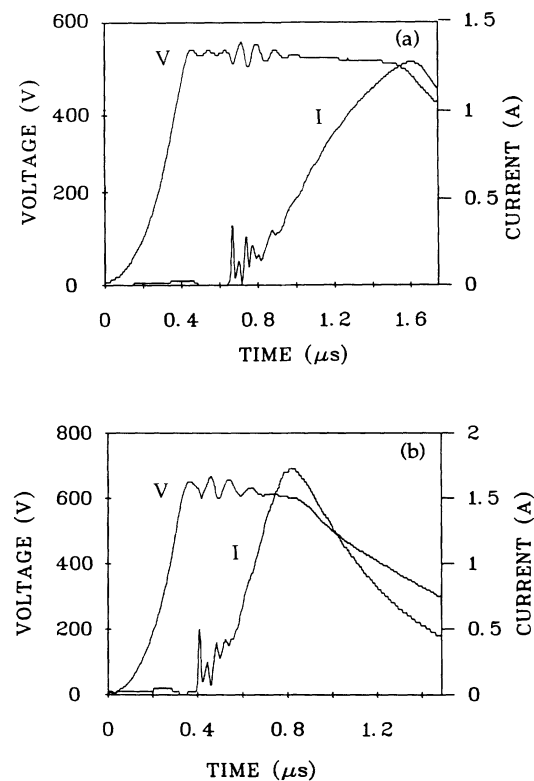 600
1.5
(a)
V
VOLTAGE (V)
400
I
1
CURRENT (A)
200
0.5
0
0
0.4
0.8
1.2
1.6
TIME (μs)
800
2
(b)
V
VOLTAGE (V)
600
1.5
I
400
1
CURRENT (A)
200
0.5
0
0
0
0.4
0.8
1.2
TIME (μs)